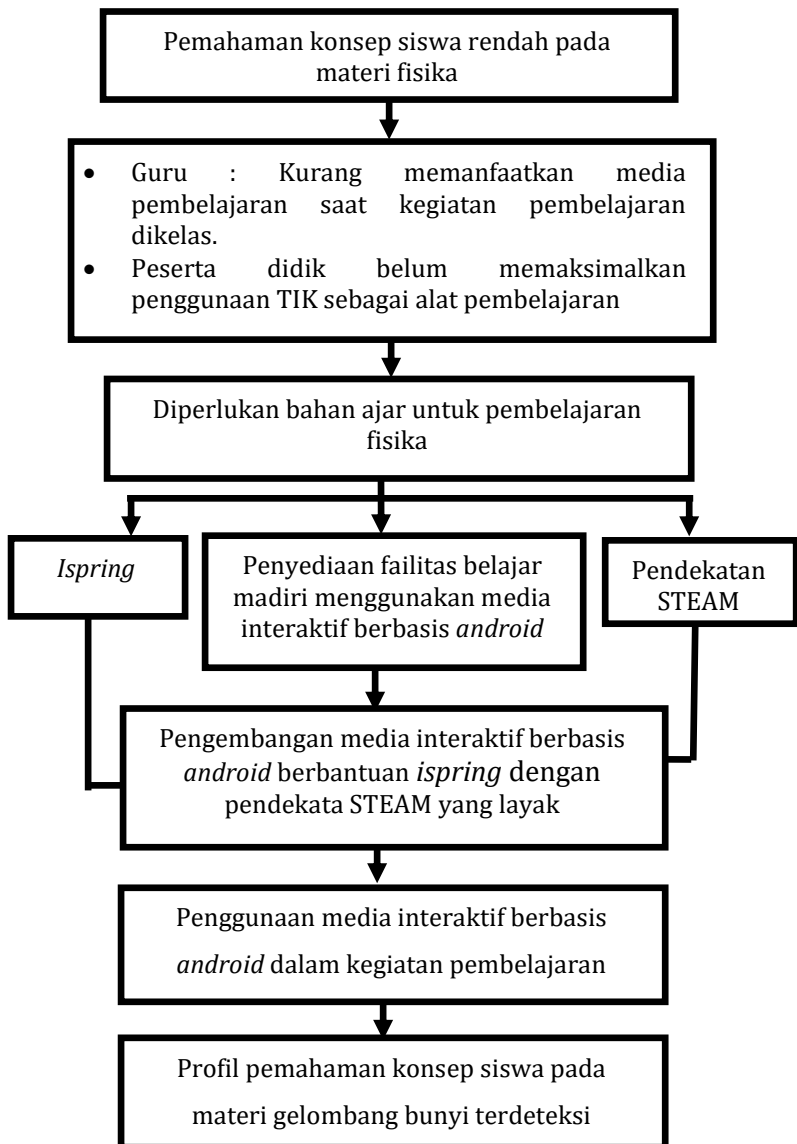 Pemahaman konsep siswa rendah pada
materi fisika
• Guru : Kurang memanfaatkan media
pembelajaran saat kegiatan pembelajaran
dikelas.
• Peserta didik belum memaksimalkan
penggunaan TIK sebagai alat pembelajaran
Diperlukan bahan ajar untuk pembelajaran
fisika
Ispring
Penyediaan failitas belajar
madiri menggunakan media
interaktif berbasis android
Pendekatan
STEAM
Pengembangan media interaktif berbasis
android berbantuan ispring dengan
pendekata STEAM yang layak
Penggunaan media interaktif berbasis
android dalam kegiatan pembelajaran
Profil pemahaman konsep siswa pada
materi gelombang bunyi terdeteksi